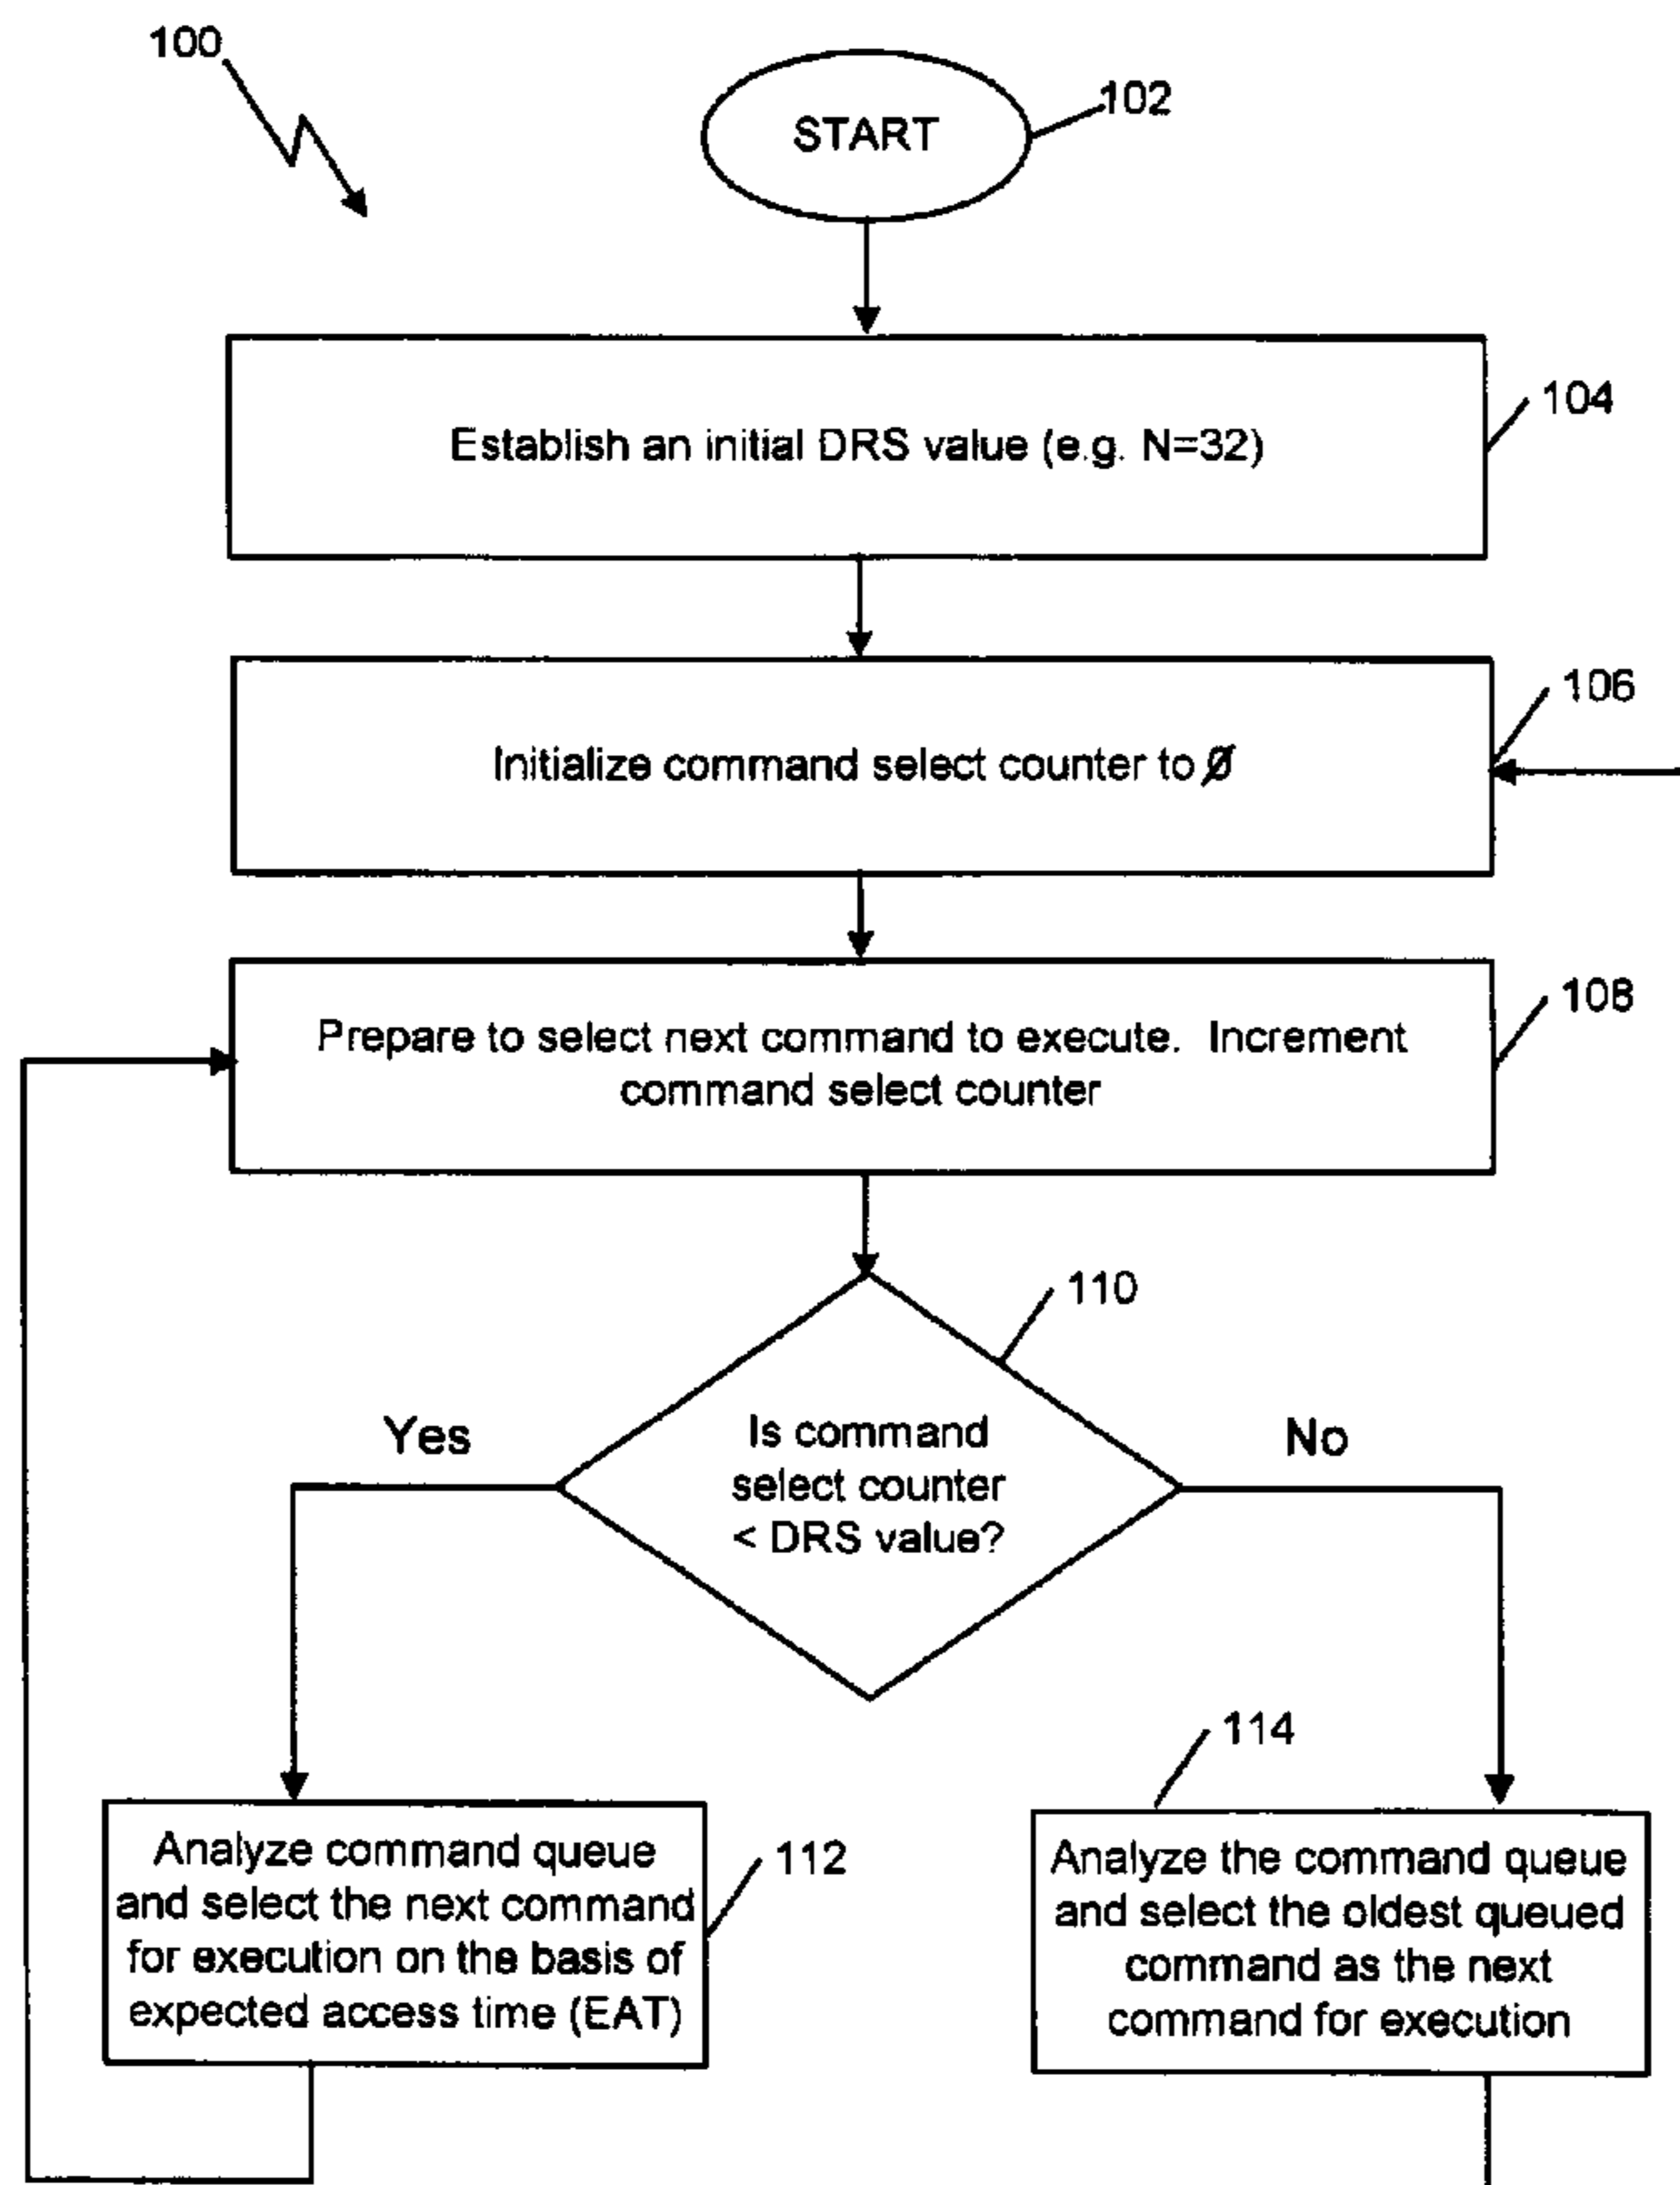 100
START
102
Establish an initial DRS value (e.g. N=32)
104
Initialize command select counter to Ø
106
Prepare to select next command to execute. Increment
command select counter
108
110
Is command
select counter
< DRS value?
Yes
No
114
Analyze command queue
and select the next command
for execution on the basis of
expected access time (EAT)
112
Analyze the command queue
and select the oldest queued
command as the next
command for execution